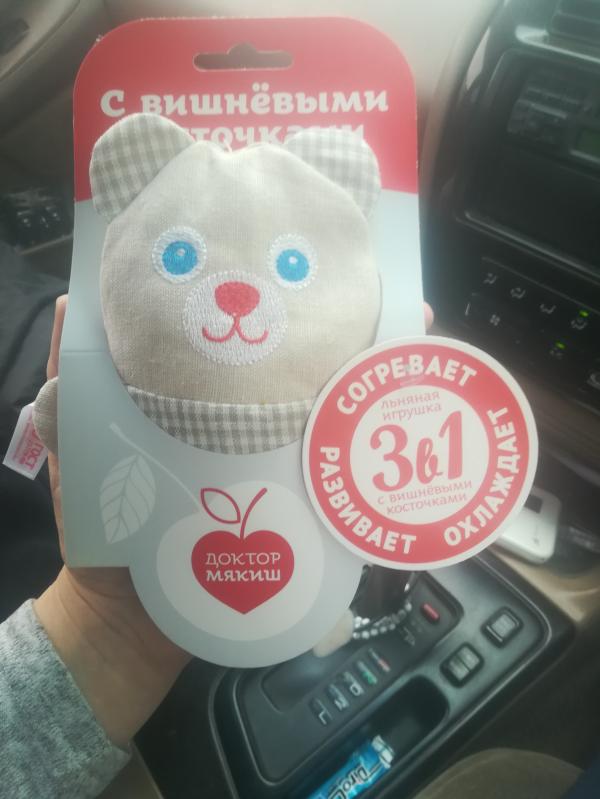 С ВИШНЁВЫМИ
КОСТОЧКАМИ
СОГРЕВАЕТ
льняная
игрушка
3в1
с вишнёвыми
косточками
РАЗВИВАЕТ
ОХЛАЖДАЕТ
ДОКТОР
МЯКИШ